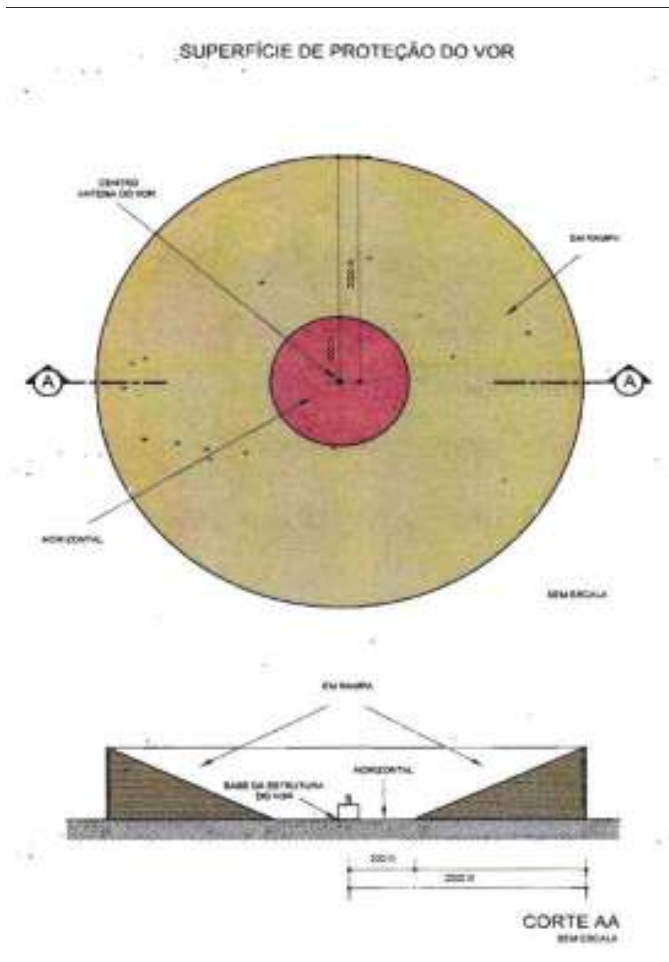 SUPERFÍCIE DE PROTEÇÃO DO VOR
CENTRO
ANTENA DO VOR
EM RAMPA
A
A
HORIZONTAL
SEM ESCALA
EM RAMPA
BASE DA ESTRUTURA
DO VOR
HORIZONTAL
CORTE AA
SEM ESCALA